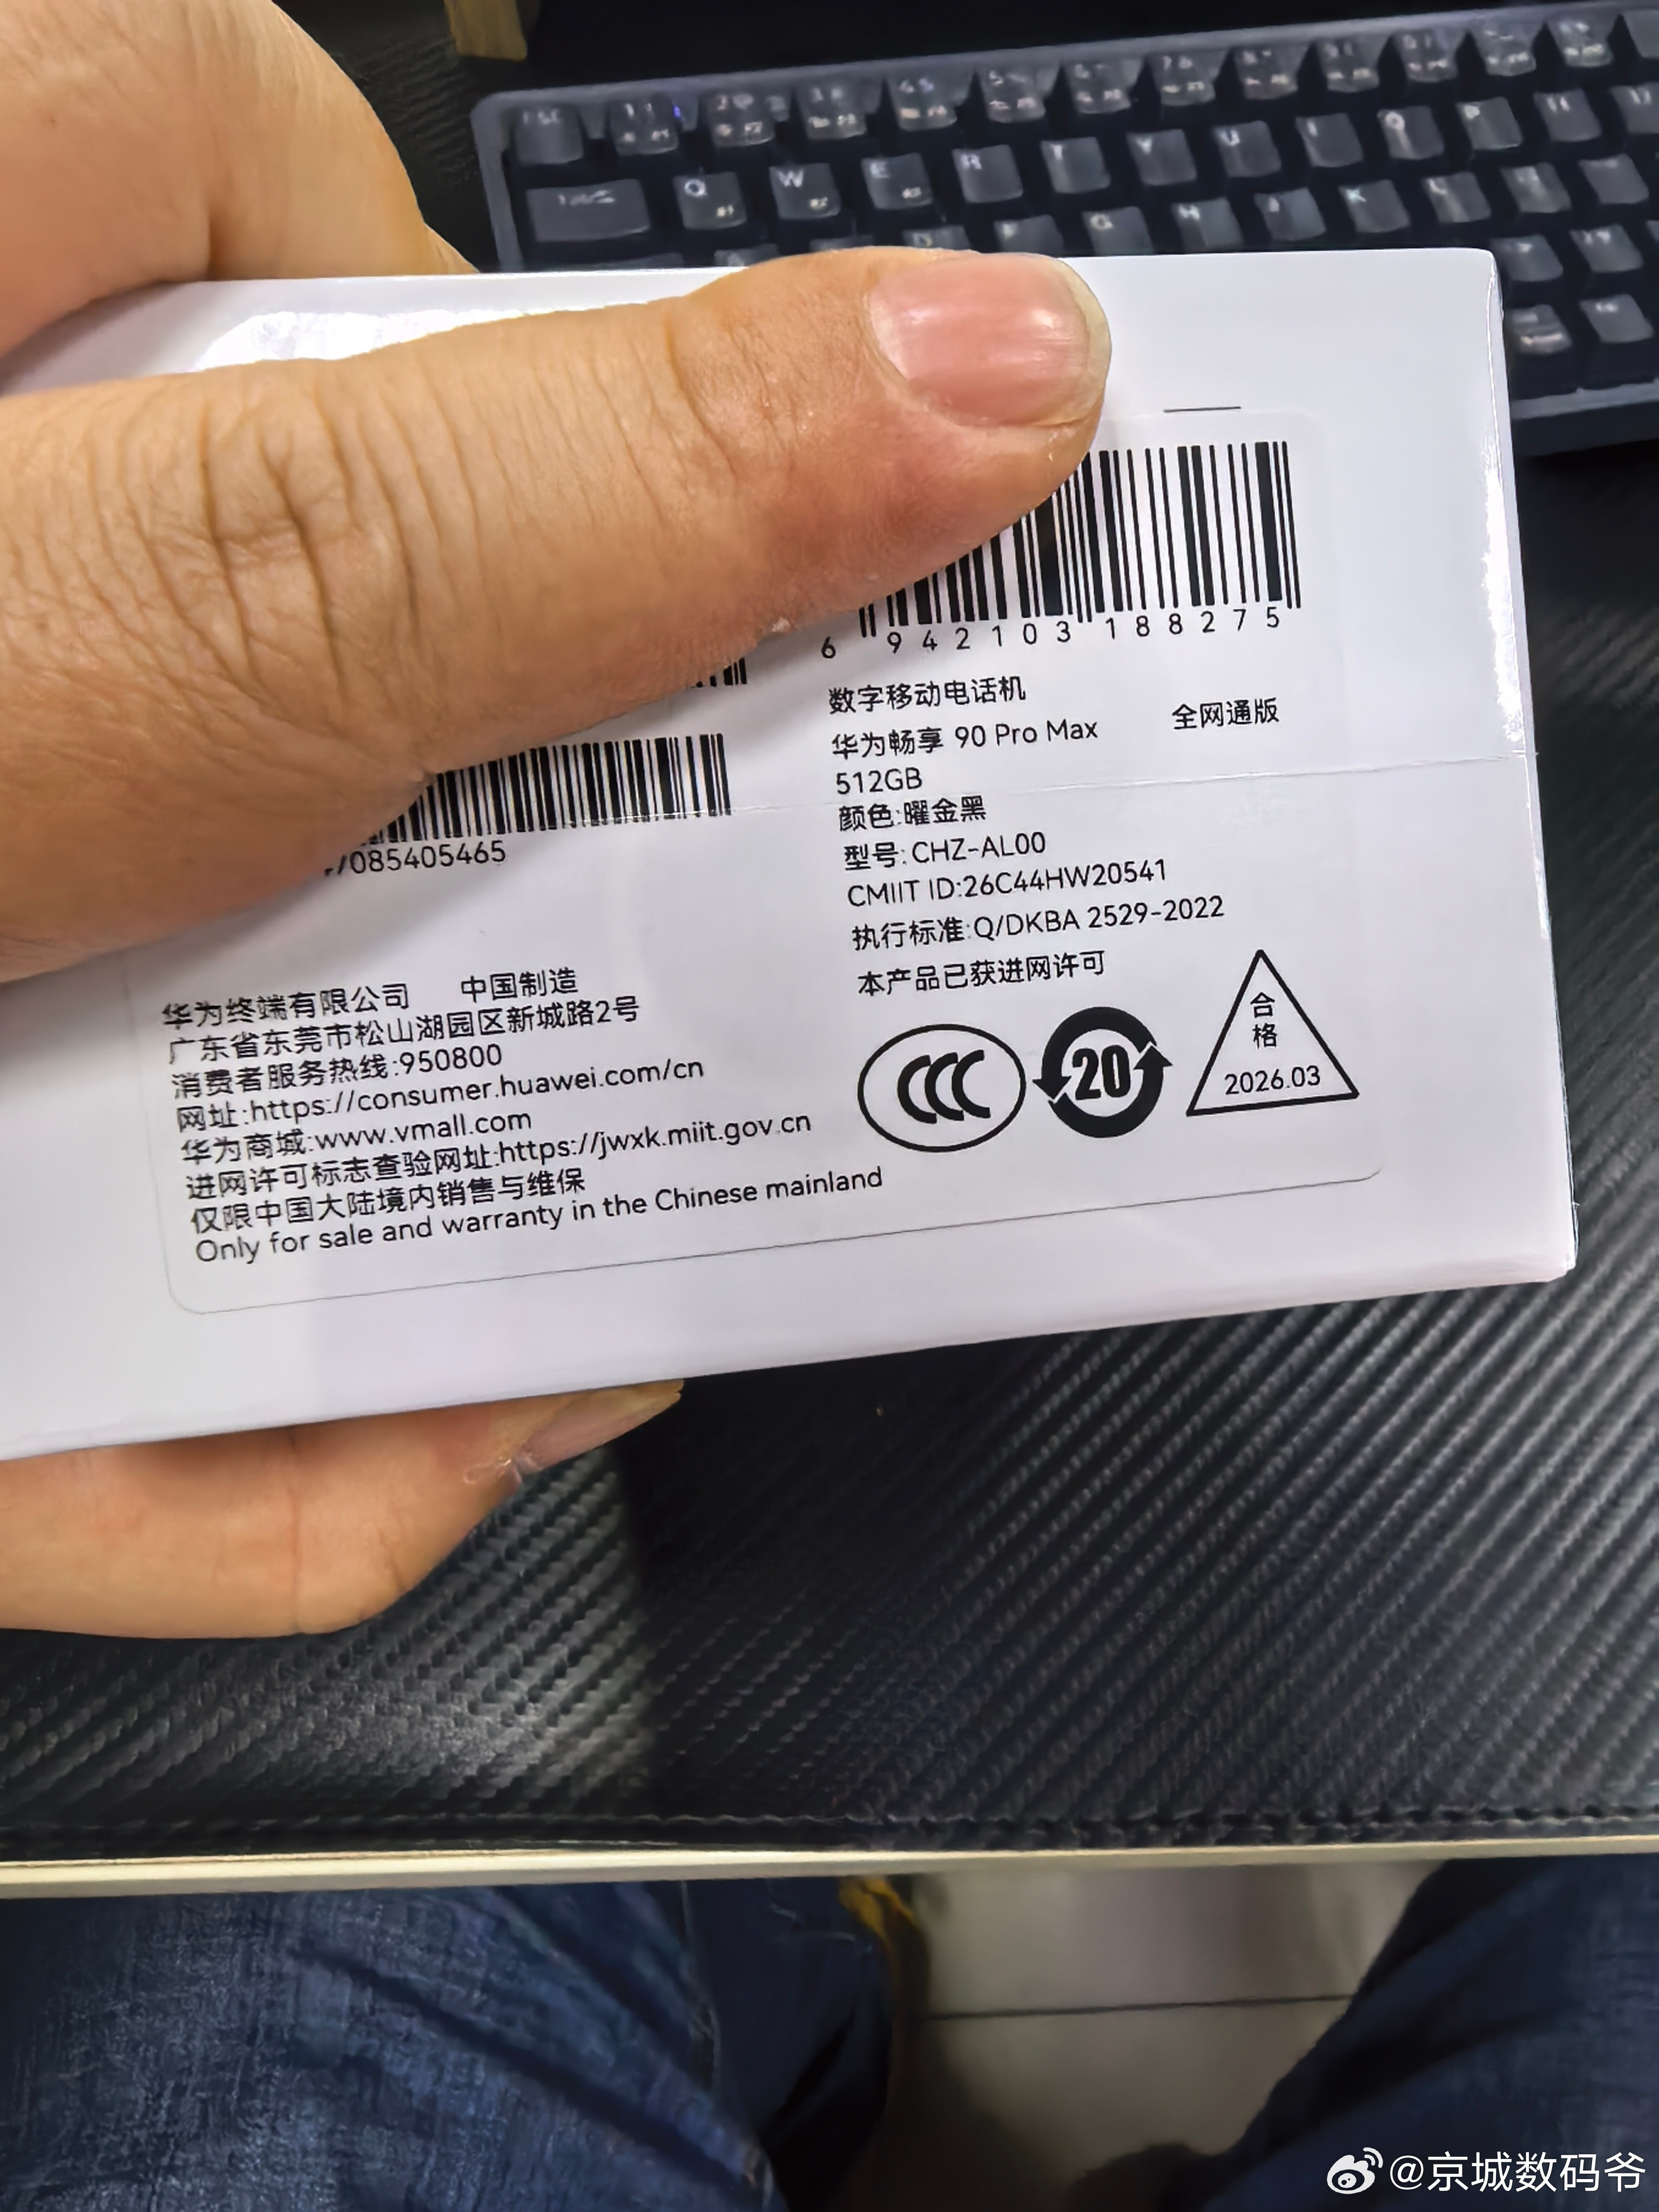 Q
W
E
R
T
Y
U
I
O
P
G
H
J
K
L
6 942103 188275
数字移动电话机
华为畅享 90 Pro Max 全网通版
512GB
颜色:曜金黑
型号:CHZ-AL00
CMIIT ID:26C44HW20541
执行标准:Q/DKBA 2529-2022
本产品已获进网许可
CCC
20
合格
2026.03
085405465
华为终端有限公司 中国制造
广东省东莞市松山湖园区新城路2号
消费者服务热线:950800
网址:https://consumer.huawei.com/cn
华为商城:www.vmall.com
进网许可标志查验网址:https://jwxk.miit.gov.cn
仅限中国大陆境内销售与维保
Only for sale and warranty in the Chinese mainland
@京城数码爷